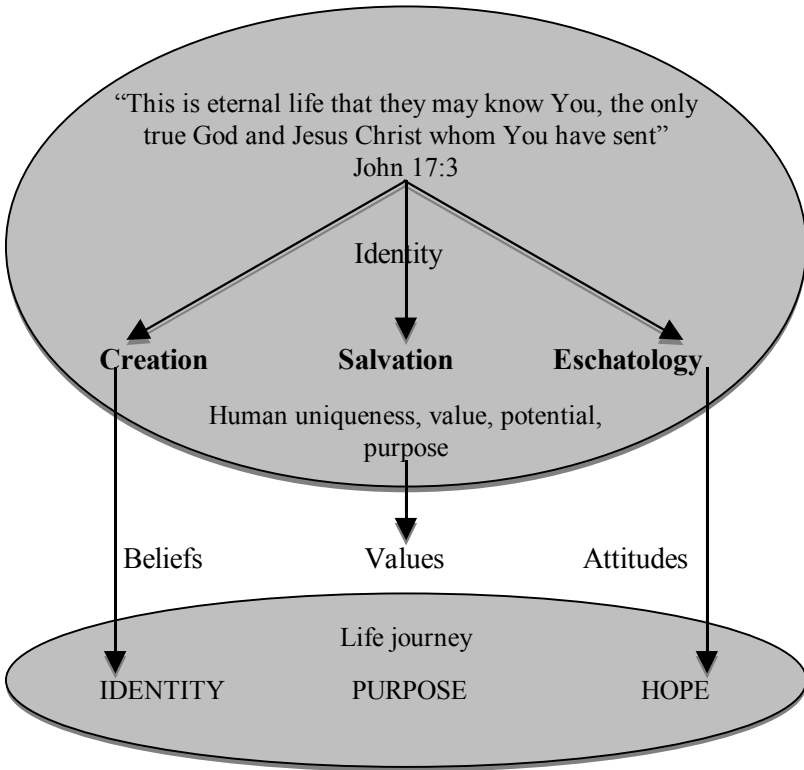 “This is eternal life that they may know You, the only
true God and Jesus Christ whom You have sent”
John 17:3
Identity
Creation Salvation Eschatology
Human uniqueness, value, potential,
purpose
Beliefs Values Attitudes
Life journey
IDENTITY PURPOSE HOPE